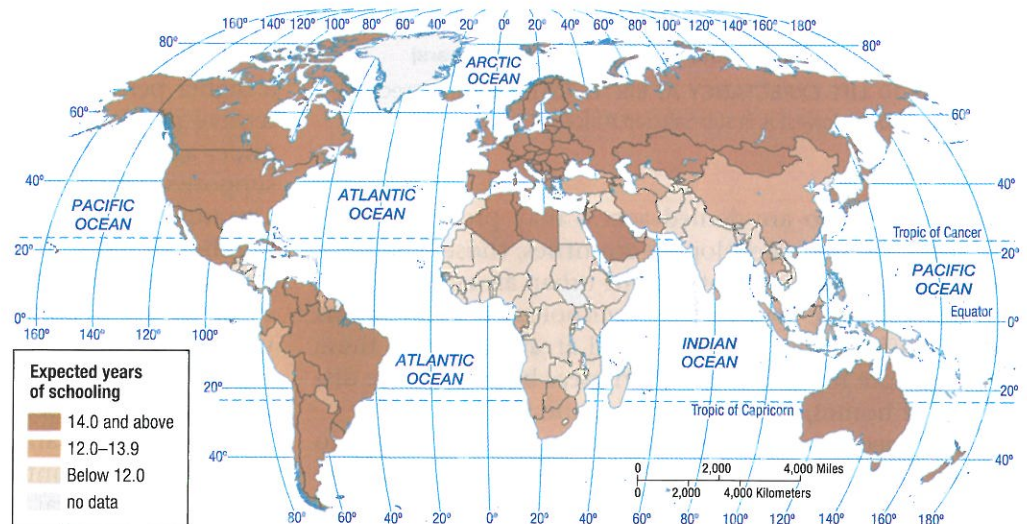 160° 140° 120° 100° 80° 60° 40° 20° 0° 20° 40° 60° 80° 100° 120° 140° 160° 180°
80° 80°
ARCTIC
OCEAN
60° 60°
40° 40°
ATLANTIC
OCEAN
PACIFIC
OCEAN
20° 20°
Tropic of Cancer
PACIFIC
OCEAN
Equator
0° 0°
160° 140° 120° 100° 160° 180°
INDIAN
OCEAN
ATLANTIC
OCEAN
20° 20°
Tropic of Capricorn
40° 40°
0 2,000 4,000 Miles
0 2,000 4,000 Kilometers
80° 60° 40° 20° 0° 20° 40° 60° 80° 100° 120° 140° 160° 180°
Expected years
of schooling
14.0 and above
12.0–13.9
Below 12.0
no data